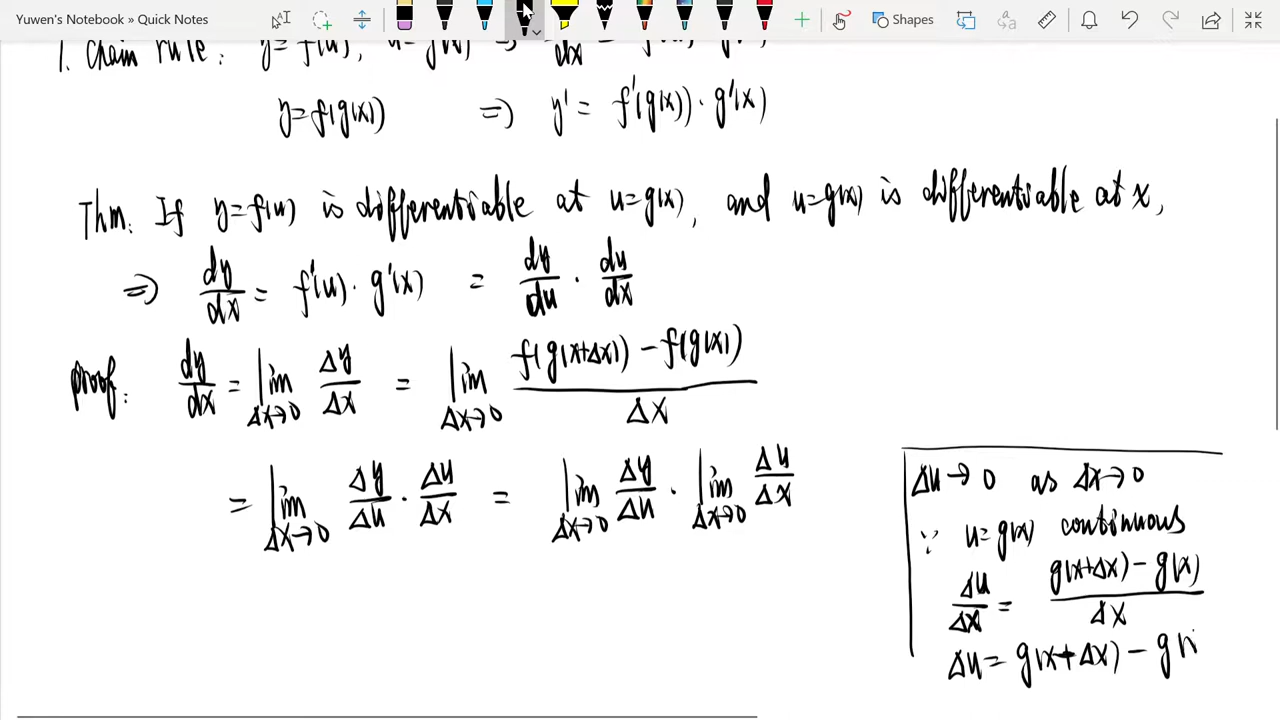 Yuwen's Notebook » Quick Notes
Shapes
1. Chain rule: y=f(u), u=g(x) ⇒ dx
y=f(g(x)) ⇒ y' = f'(g(x))·g'(x)
Thm: If y=f(u) is differentiable at u=g(x), and u=g(x) is differentiable at x,
⇒ dy/dx = f'(u)·g'(x) = dy/du · du/dx
proof: dy/dx = lim Δx→0 Δy/Δx = lim Δx→0 (f(g(x+Δx)) - f(g(x)))/Δx
= lim Δx→0 Δy/Δu · Δu/Δx = lim Δx→0 Δy/Δu · lim Δx→0 Δu/Δx
Δu→0 as Δx→0
∵ u=g(x) continuous
Δu/Δx = (g(x+Δx) - g(x))/Δx
Δu = g(x+Δx) - g(x